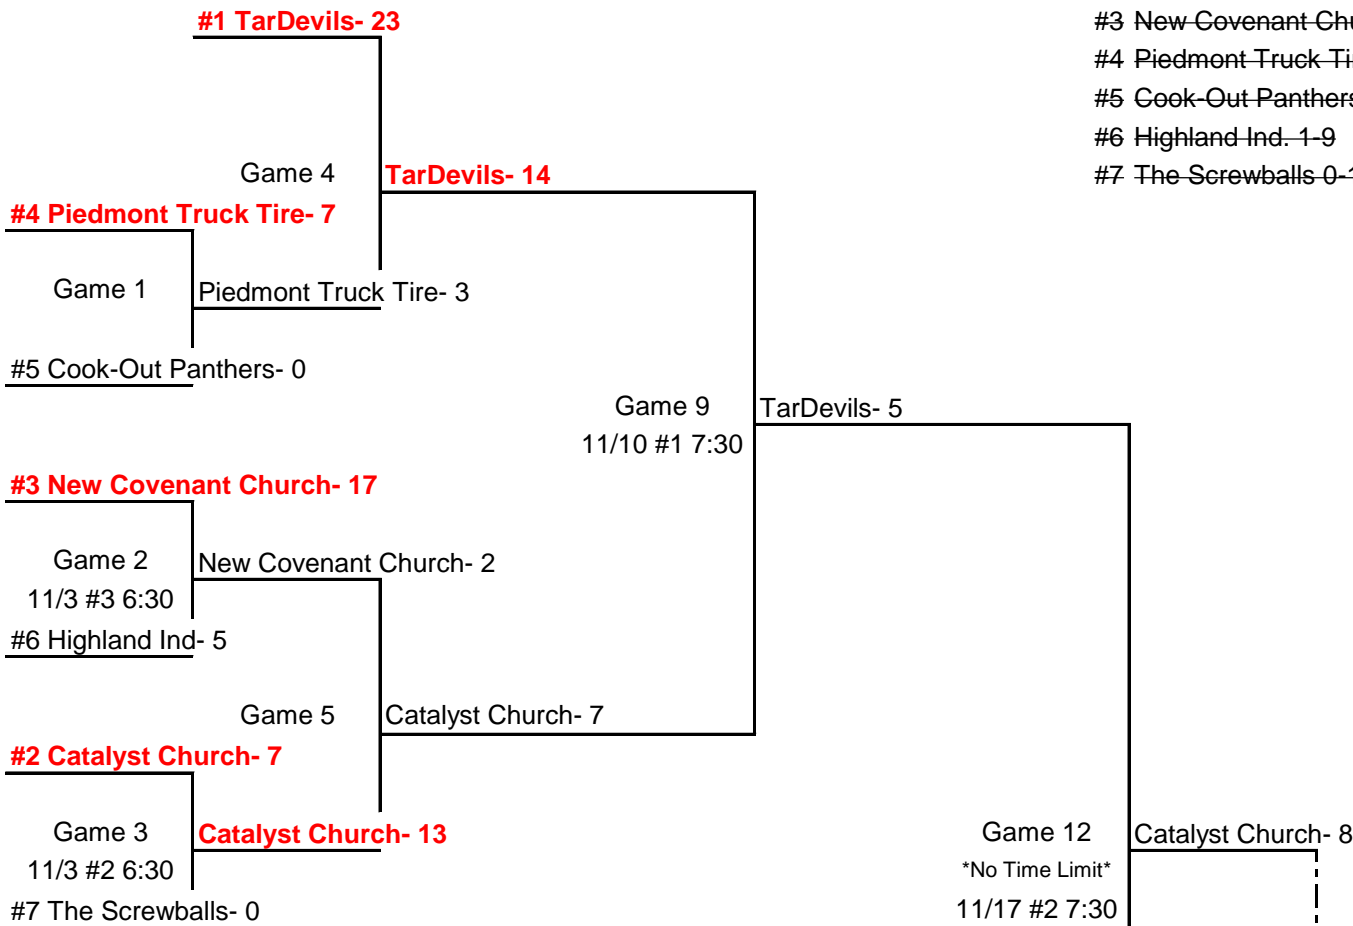 #1 TarDevils- 23
#3 New Covenant
#4 Piedmont Truck
#5 Cook-Out Panthers
#6 Highland Ind. 1-9
#7 The Screwballs
Game 4
TarDevils- 14
#4 Piedmont Truck Tire- 7
Game 1
Piedmont Truck Tire- 3
#5 Cook-Out Panthers- 0
Game 9
11/10 #1 7:30
TarDevils- 5
#3 New Covenant Church- 17
Game 2
11/3 #3 6:30
New Covenant Church- 2
#6 Highland Ind- 5
Game 5
Catalyst Church- 7
#2 Catalyst Church- 7
Game 3
11/3 #2 6:30
Catalyst Church- 13
#7 The Screwballs- 0
Game 12
*No Time Limit*
11/17 #2 7:30
Catalyst Church- 8